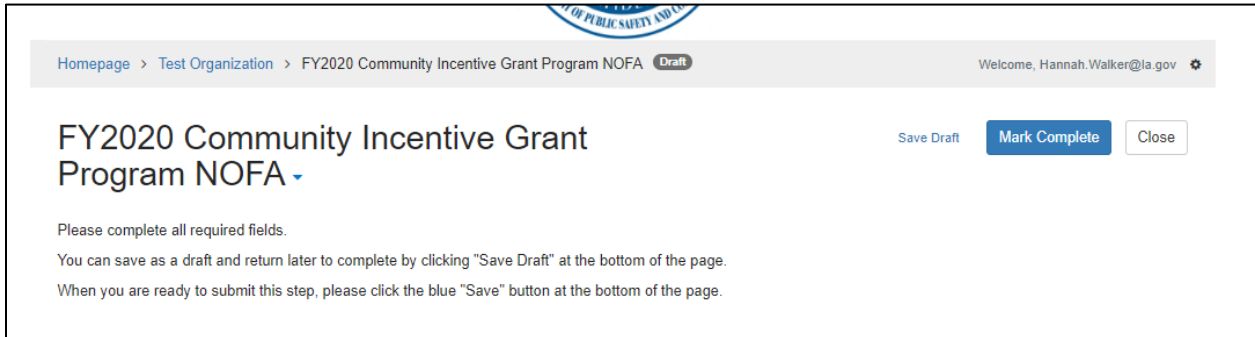 OF PUBLIC SAFETY AND CO
Homepage > Test Organization > FY2020 Community Incentive Grant Program NOFA Draft
Welcome, Hannah.Walker@la.gov
FY2020 Community Incentive Grant
Program NOFA
Save Draft Mark Complete Close
Please complete all required fields.
You can save as a draft and return later to complete by clicking "Save Draft" at the bottom of the page.
When you are ready to submit this step, please click the blue "Save" button at the bottom of the page.